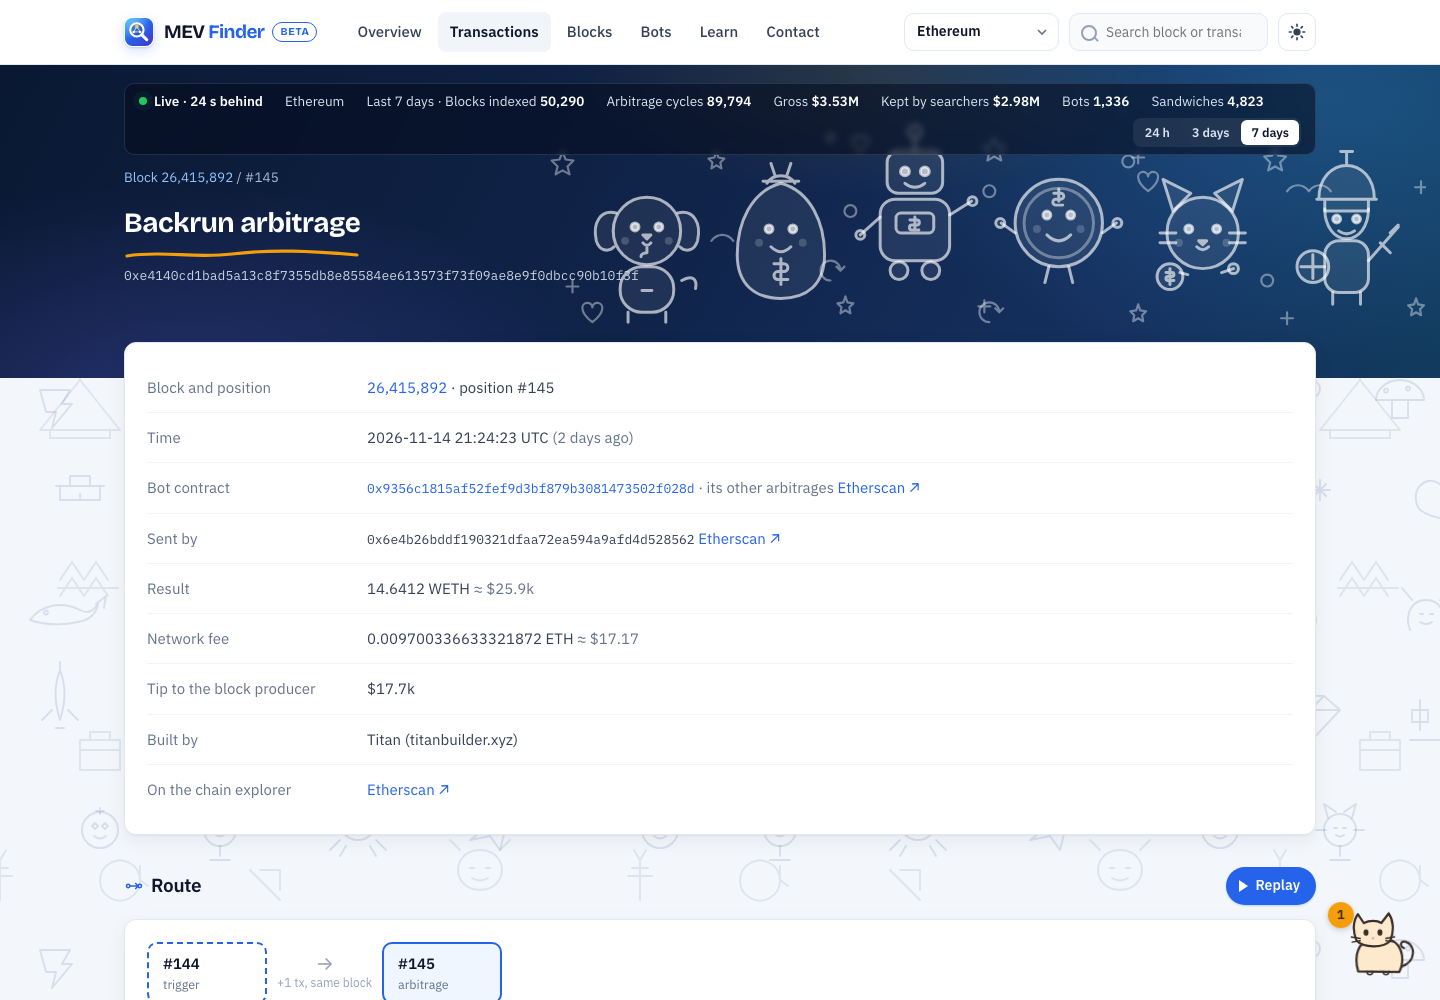 MEV Finder BETA
Overview Transactions Blocks Bots Learn Contact
Ethereum
Search block or transa
Live · 24 s behind Ethereum Last 7 days · Blocks indexed 50,290 Arbitrage cycles 89,794 Gross $3.53M Kept by searchers $2.98M Bots 1,336 Sandwiches 4,823
24 h 3 days 7 days
Block 26,415,892 / #145
Backrun arbitrage
0xe4140cd1bad5a13c8f7355db8e85584ee613573f73f09ae8e9f0dbcc90b10f3f
Block and position 26,415,892 · position #145
Time 2026-11-14 21:24:23 UTC (2 days ago)
Bot contract 0x9356c1815af52fef9d3bf879b3081473502f028d · its other arbitrages Etherscan ↗
Sent by 0x6e4b26bddf190321dfaa72ea594a9afd4d528562 Etherscan ↗
Result 14.6412 WETH ≈ $25.9k
Network fee 0.009700336633321872 ETH ≈ $17.17
Tip to the block producer $17.7k
Built by Titan (titanbuilder.xyz)
On the chain explorer Etherscan ↗
Route
Replay
#144 → #145
trigger +1 tx, same block arbitrage
1